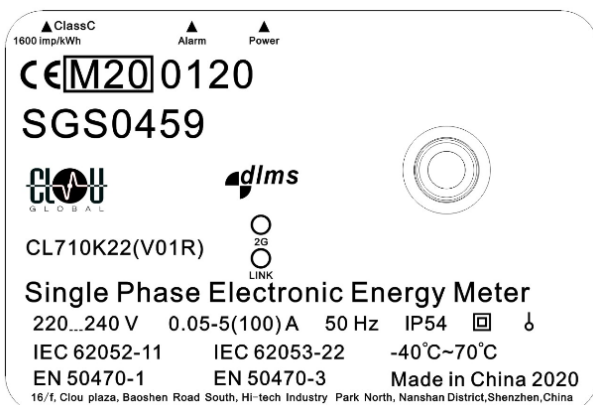 ▲ClassC ▲ ▲
1600 imp/kWh Alarm Power
CE M20 0120
SGS0459
CLOU
GLOBAL
dlms
2G
CL710K22(V01R)
LINK
Single Phase Electronic Energy Meter
220...240 V 0.05-5(100)A 50 Hz IP54
IEC 62052-11 IEC 62053-22 -40℃~70℃
EN 50470-1 EN 50470-3 Made in China 2020
16/f, Clou plaza, Baoshen Road South, Hi-tech Industry Park North, Nanshan District,Shenzhen,China